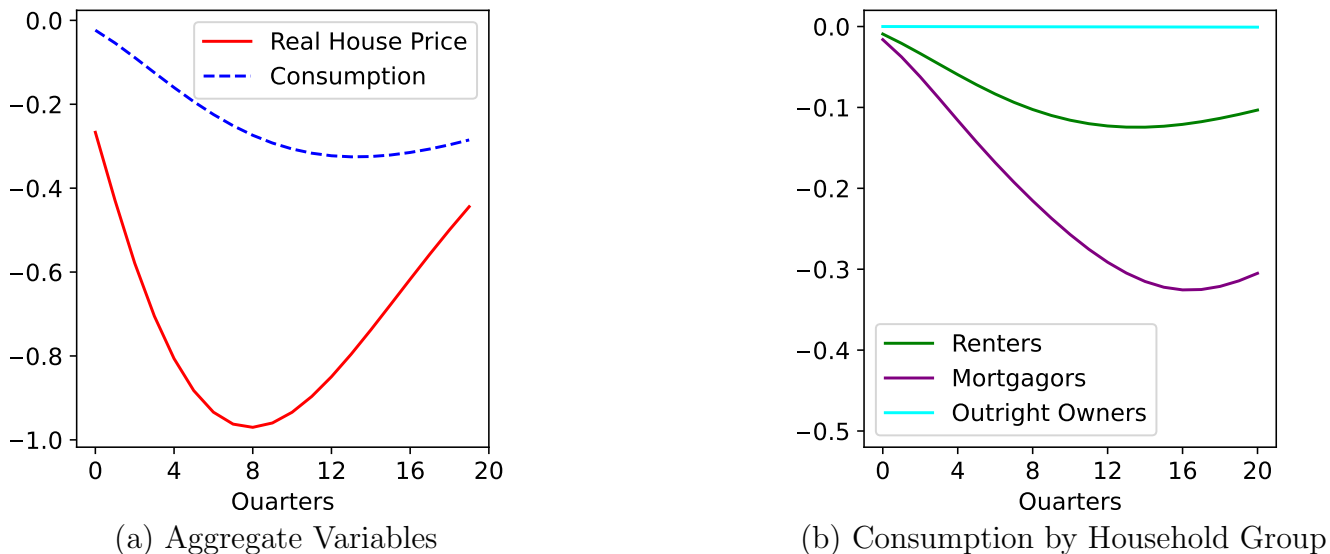 0.0
−0.2
−0.4
−0.6
−0.8
−1.0
Real House Price
Consumption
0 4 8 12 16 20
Ouarters
(a) Aggregate Variables
0.0
−0.1
−0.2
−0.3
−0.4
−0.5
Renters
Mortgagors
Outright Owners
0 4 8 12 16 20
Ouarters
(b) Consumption by Household Group